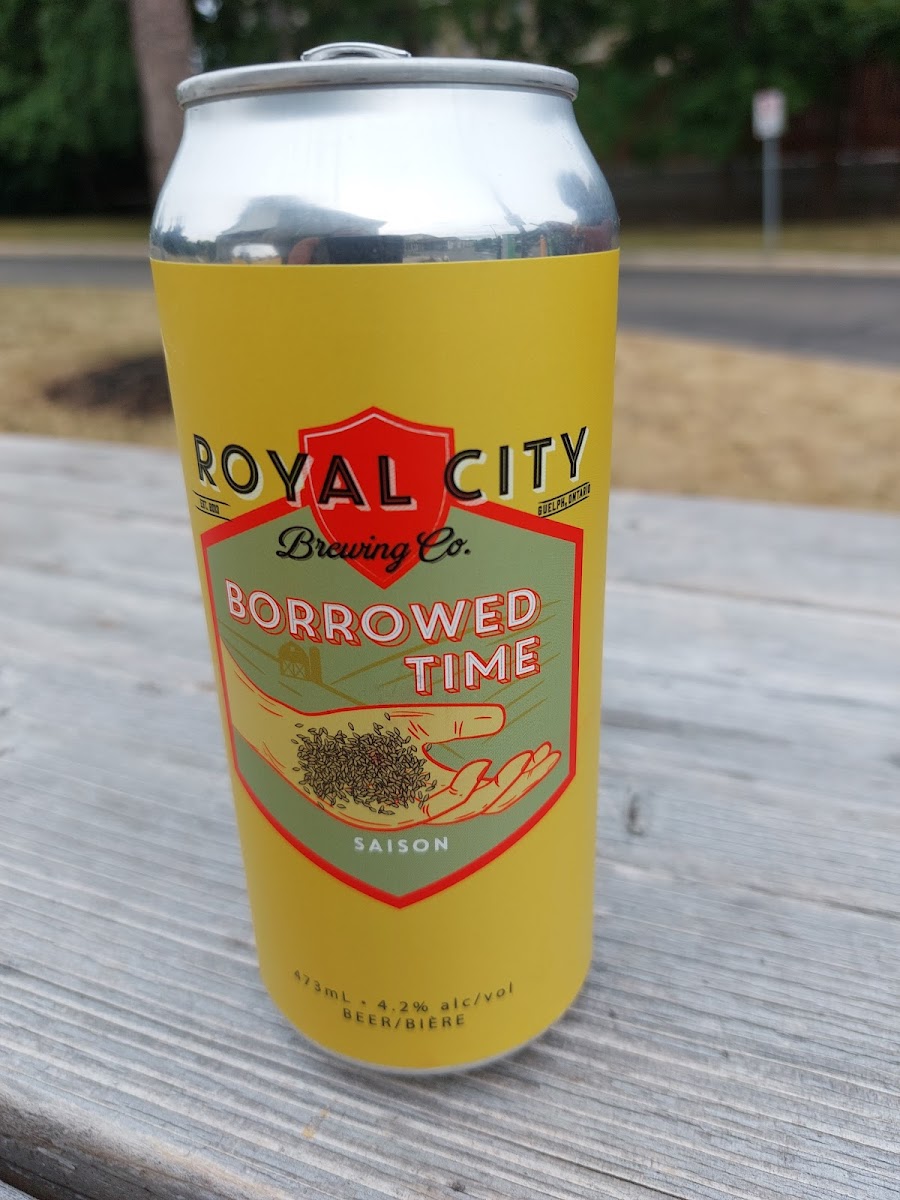 ROYAL CITY
EST. 2013
GUELPH, ONTARIO
Brewing Co.
BORROWED
TIME
SAISON
473mL • 4.2% alc/vol
BEER/BIÈRE